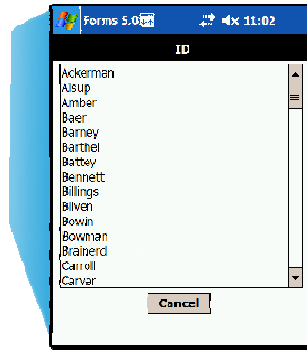 Forms 5.0 11:02
ID
Ackerman
Alsup
Amber
Baer
Barney
Barthel
Battey
Bennett
Billings
Bliven
Bowin
Bowman
Brainerd
Carroll
Carvar
Cancel